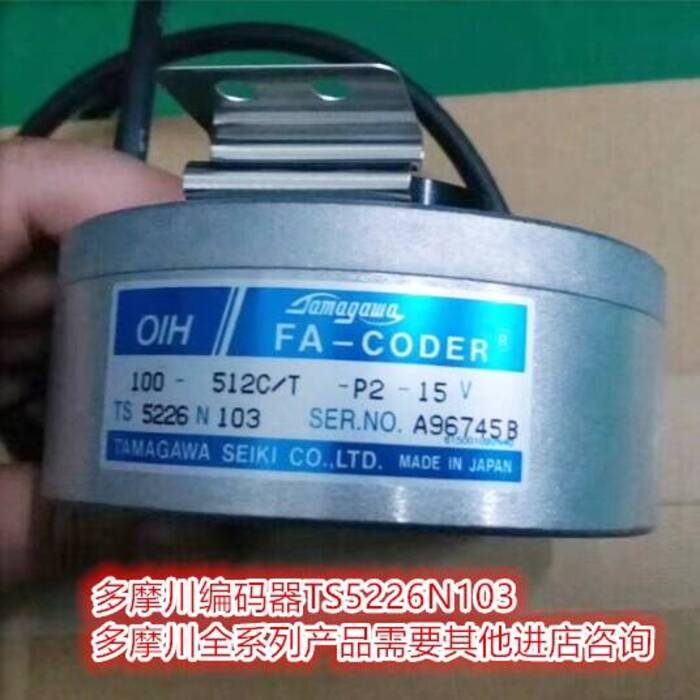 OIH
Tamagawa
FA-CODER ®
100 - 512C/T - P2 - 15 V
TS 5226 N 103 SER.NO. A96745B
TAMAGAWA SEIKI CO.,LTD. MADE IN JAPAN
多摩川编码器TS5226N103
多摩川全系列产品需要其他进店咨询